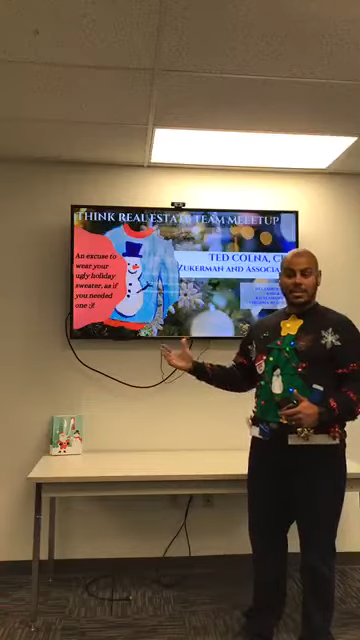 THINK REAL ESTATE TEAM MEETUP
An excuse to
wear your
ugly holiday
sweater, as if
you needed
one ;)!
TED COLNA, C
ZUKERMAN AND ASSOCIA